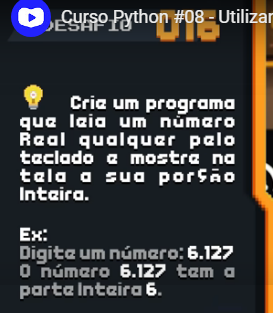 Curso Python #08 - Utilizar
DESAFIO 016
Crie um programa
que leia um número
Real qualquer pelo
teclado e mostre na
tela a sua porção
Inteira.
Ex:
Digite um número: 6.127
O número 6.127 tem a
parte Inteira 6.